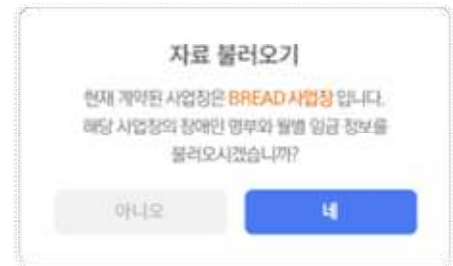 자료 불러오기
현재 계약된 사업장은 BREAD 사업장 입니다.
해당 사업장의 장애인 명부와 월별 임금 정보를
불러오시겠습니까?
아니오
네